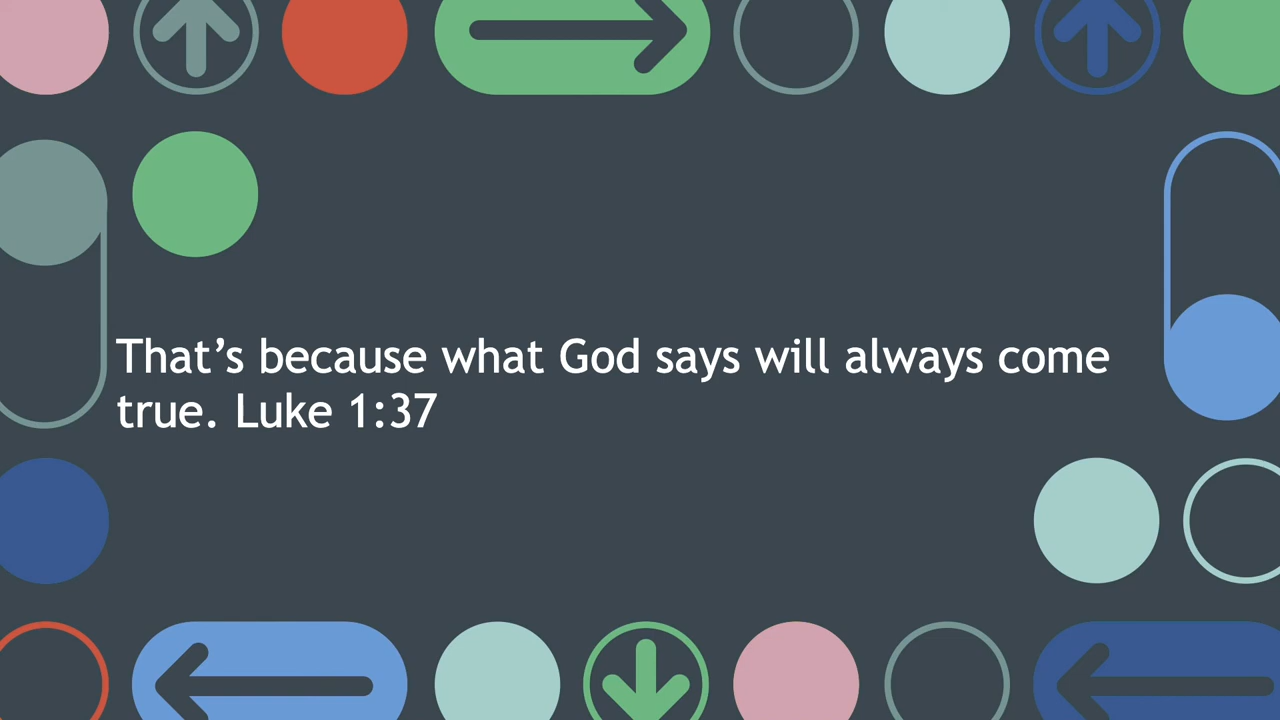 That’s because what God says will always come
true. Luke 1:37